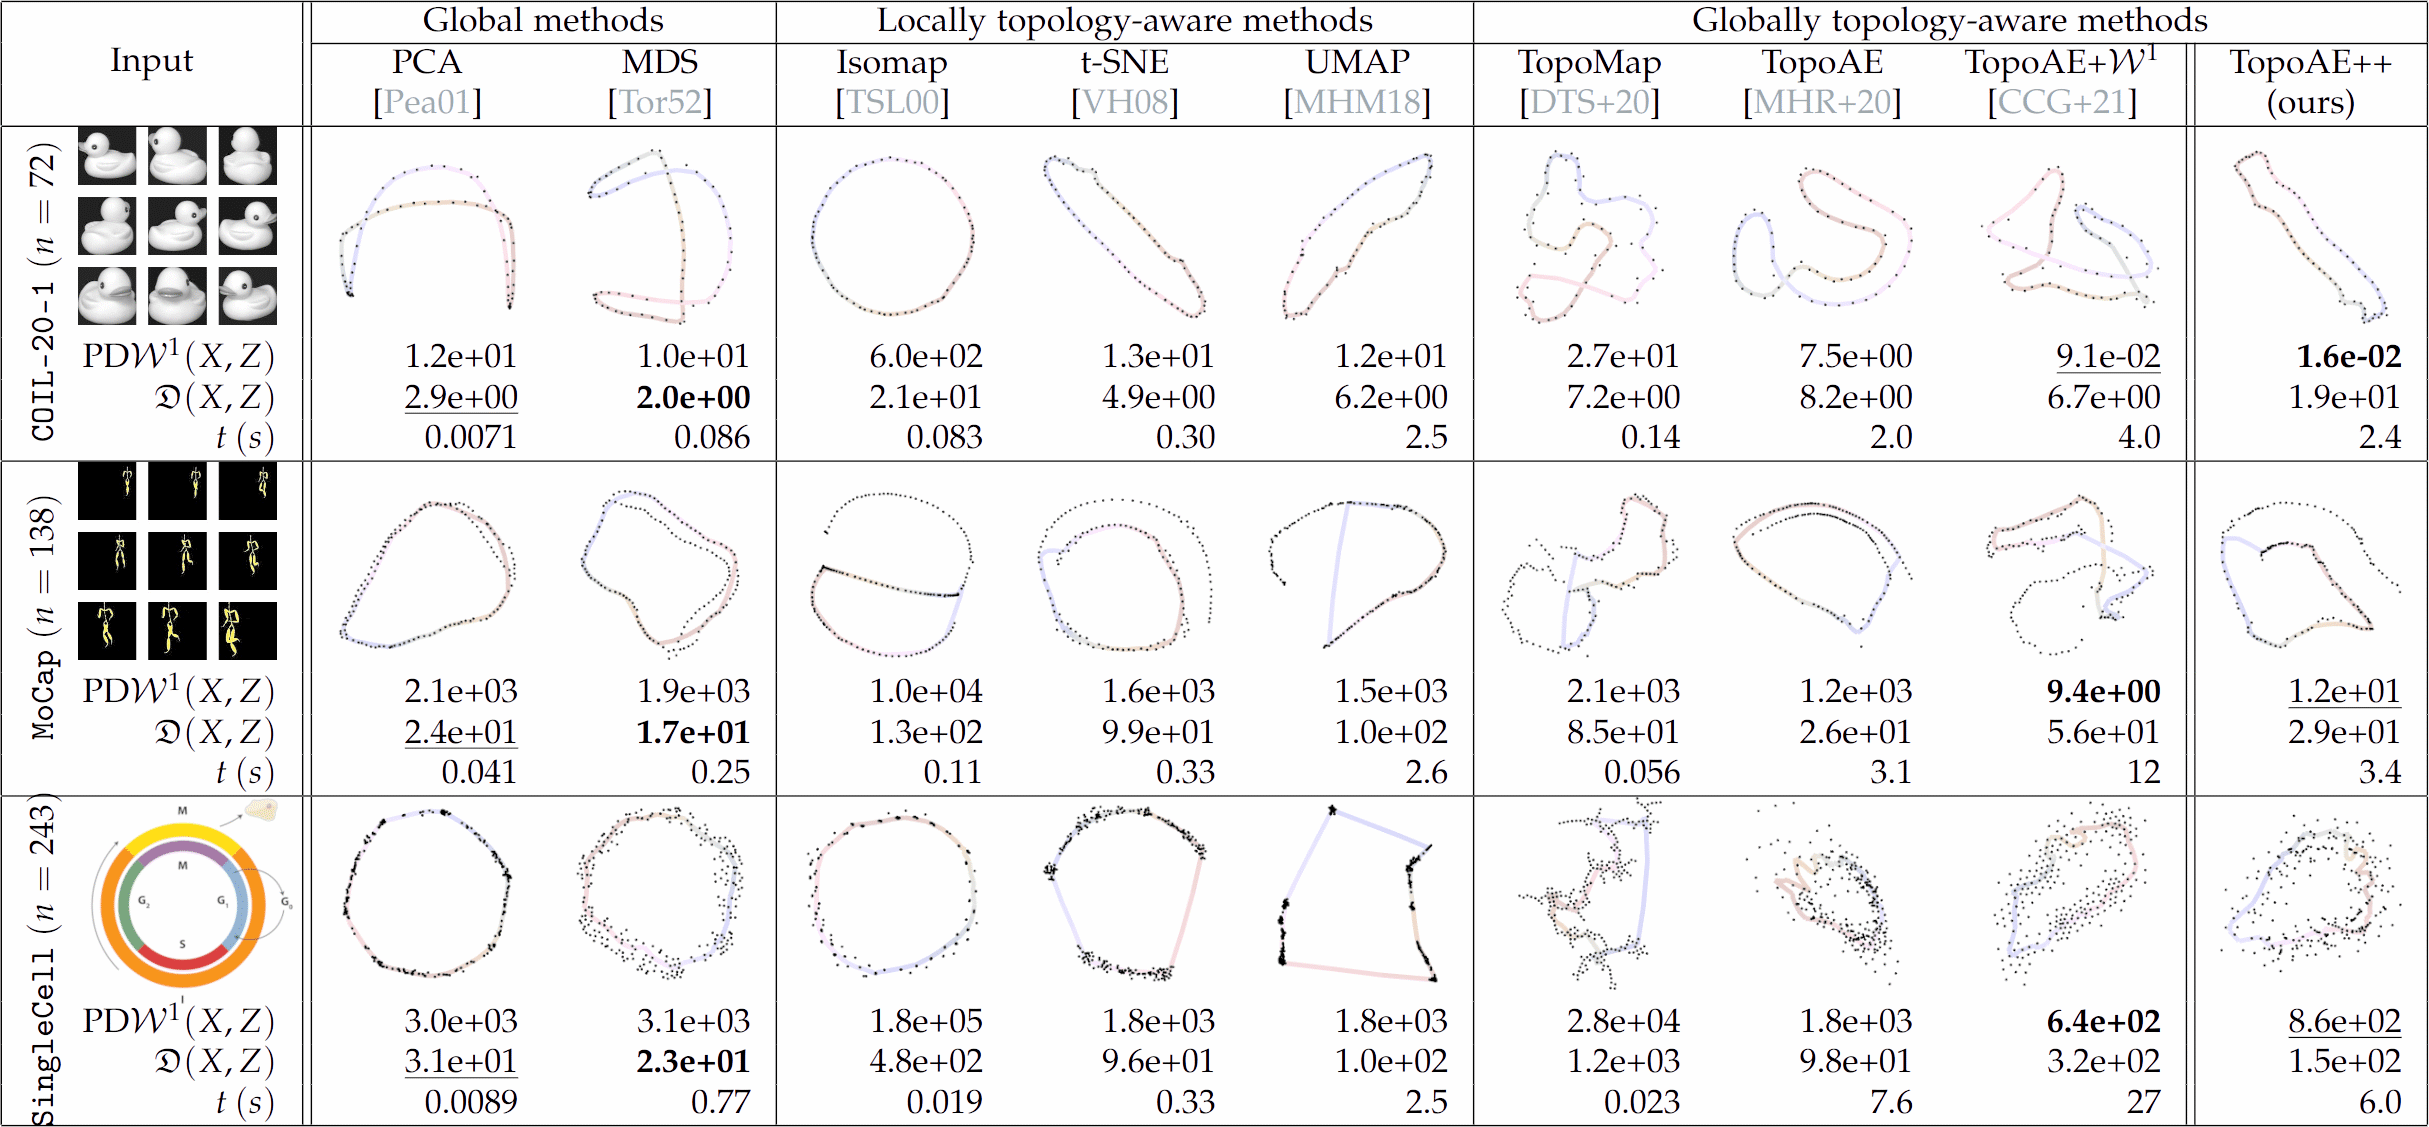 Input | Global methods | Locally topology-aware methods | Globally topology-aware methods
PCA | MDS | Isomap | t-SNE | UMAP | TopoMap | TopoAE | TopoAE+𝒲¹ | TopoAE++
[Pea01] | [Tor52] | [TSL00] | [VH08] | [MHM18] | [DTS+20] | [MHR+20] | [CCG+21] | (ours)
COIL-20-1 (n = 72)
PD𝒲¹(X, Z) | 1.2e+01 | 1.0e+01 | 6.0e+02 | 1.3e+01 | 1.2e+01 | 2.7e+01 | 7.5e+00 | 9.1e-02 | 1.6e-02
𝔇(X, Z) | 2.9e+00 | 2.0e+00 | 2.1e+01 | 4.9e+00 | 6.2e+00 | 7.2e+00 | 8.2e+00 | 6.7e+00 | 1.9e+01
t (s) | 0.0071 | 0.086 | 0.083 | 0.30 | 2.5 | 0.14 | 2.0 | 4.0 | 2.4
MoCap (n = 138)
PD𝒲¹(X, Z) | 2.1e+03 | 1.9e+03 | 1.0e+04 | 1.6e+03 | 1.5e+03 | 2.1e+03 | 1.2e+03 | 9.4e+00 | 1.2e+01
𝔇(X, Z) | 2.4e+01 | 1.7e+01 | 1.3e+02 | 9.9e+01 | 1.0e+02 | 8.5e+01 | 2.6e+01 | 5.6e+01 | 2.9e+01
t (s) | 0.041 | 0.25 | 0.11 | 0.33 | 2.6 | 0.056 | 3.1 | 12 | 3.4
SingleCell (n = 243)
M
M
G₂ G₁ G₀
S
I
PD𝒲¹(X, Z) | 3.0e+03 | 3.1e+03 | 1.8e+05 | 1.8e+03 | 1.8e+03 | 2.8e+04 | 1.8e+03 | 6.4e+02 | 8.6e+02
𝔇(X, Z) | 3.1e+01 | 2.3e+01 | 4.8e+02 | 9.6e+01 | 1.0e+02 | 1.2e+03 | 9.8e+01 | 3.2e+02 | 1.5e+02
t (s) | 0.0089 | 0.77 | 0.019 | 0.33 | 2.5 | 0.023 | 7.6 | 27 | 6.0